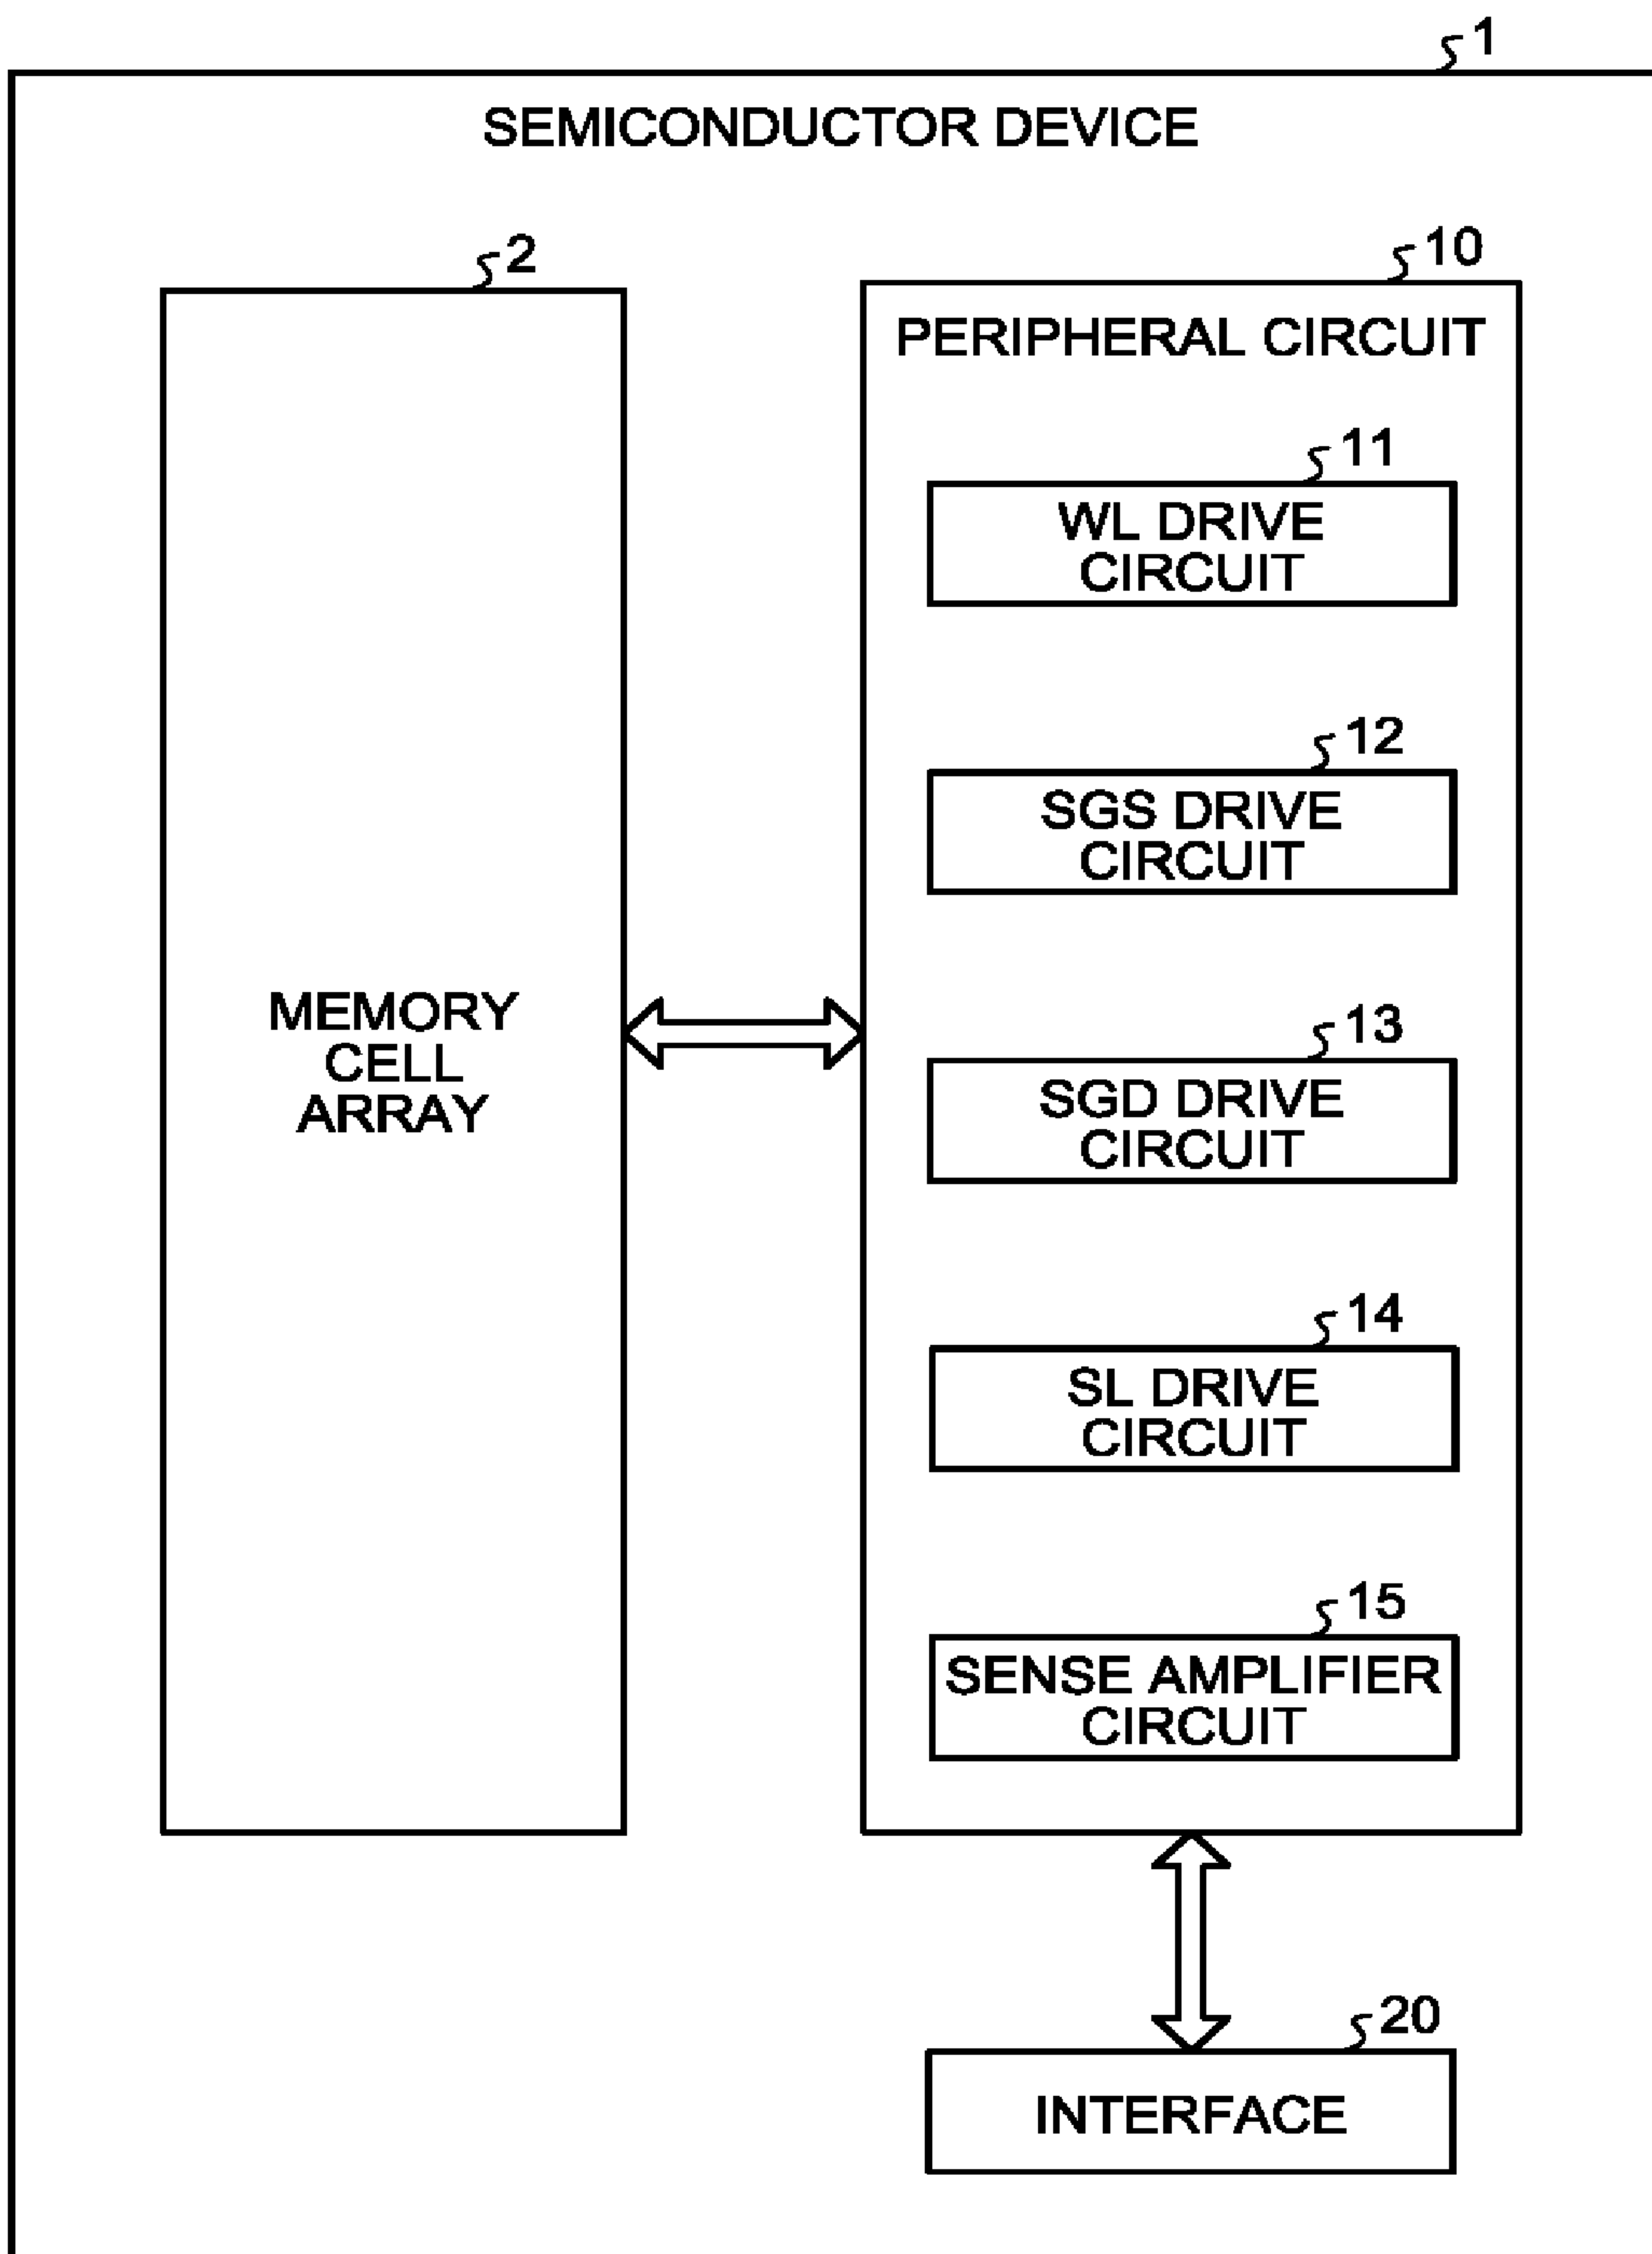 1
SEMICONDUCTOR DEVICE
2
10
PERIPHERAL CIRCUIT
11
WL DRIVE
CIRCUIT
12
SGS DRIVE
CIRCUIT
MEMORY
CELL
ARRAY
13
SGD DRIVE
CIRCUIT
14
SL DRIVE
CIRCUIT
15
SENSE AMPLIFIER
CIRCUIT
20
INTERFACE